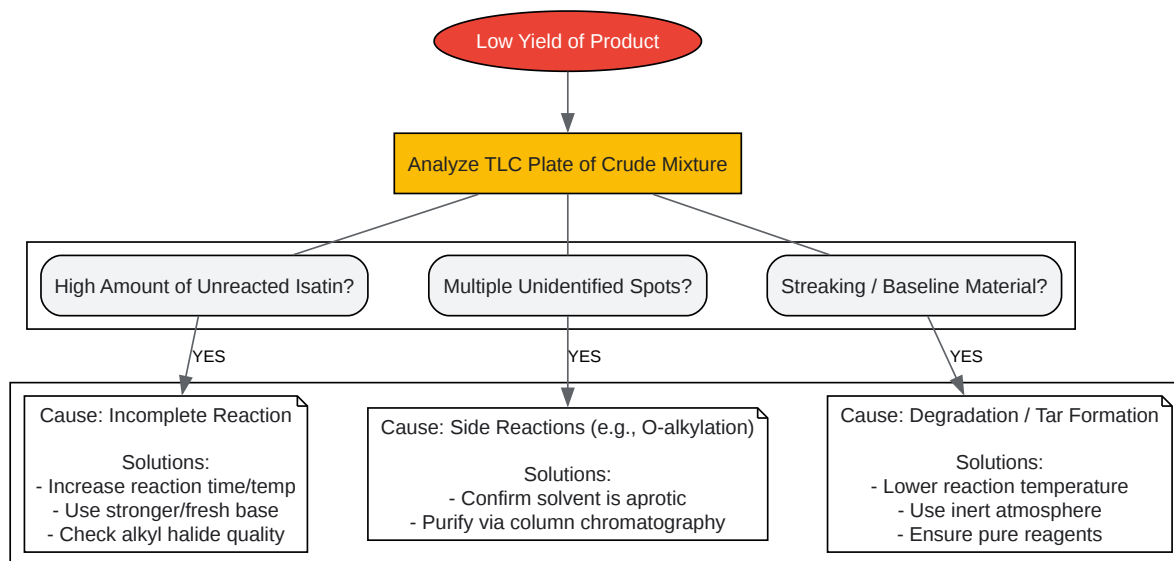 Low Yield of Product
Analyze TLC Plate of Crude Mixture
High Amount of Unreacted Isatin?
Multiple Unidentified Spots?
Streaking / Baseline Material?
YES
YES
YES
Cause: Incomplete Reaction
Solutions:
- Increase reaction time/temp
- Use stronger/fresh base
- Check alkyl halide quality
Cause: Side Reactions (e.g., O-alkylation)
Solutions:
- Confirm solvent is aprotic
- Purify via column chromatography
Cause: Degradation / Tar Formation
Solutions:
- Lower reaction temperature
- Use inert atmosphere
- Ensure pure reagents